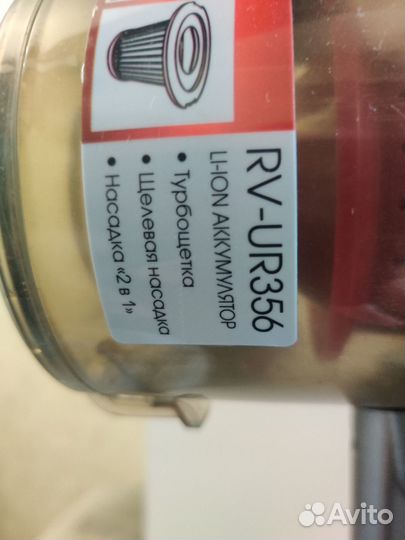 RV-UR356
LI-ION АККУМУЛЯТОР
• Турбощетка
• Щелевая насадка
• Насадка «2 в 1»
Avito